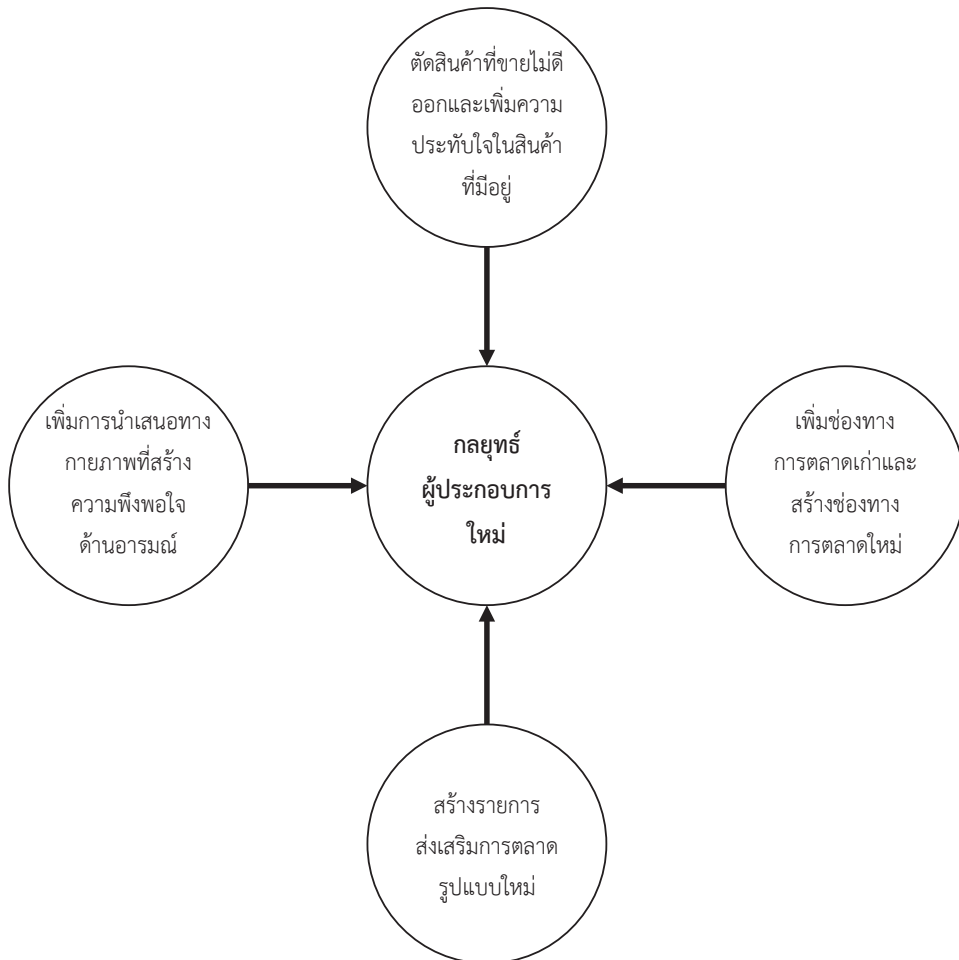 ตัดสินค้าที่ขายไม่ดี
ออกและเพิ่มความ
ประทับใจในสินค้า
ที่มีอยู่
เพิ่มการนำเสนอทาง
กายภาพที่สร้าง
ความพึงพอใจ
ด้านอารมณ์
กลยุทธ์
ผู้ประกอบการ
ใหม่
เพิ่มช่องทาง
การตลาดเก่าและ
สร้างช่องทาง
การตลาดใหม่
สร้างรายการ
ส่งเสริมการตลาด
รูปแบบใหม่